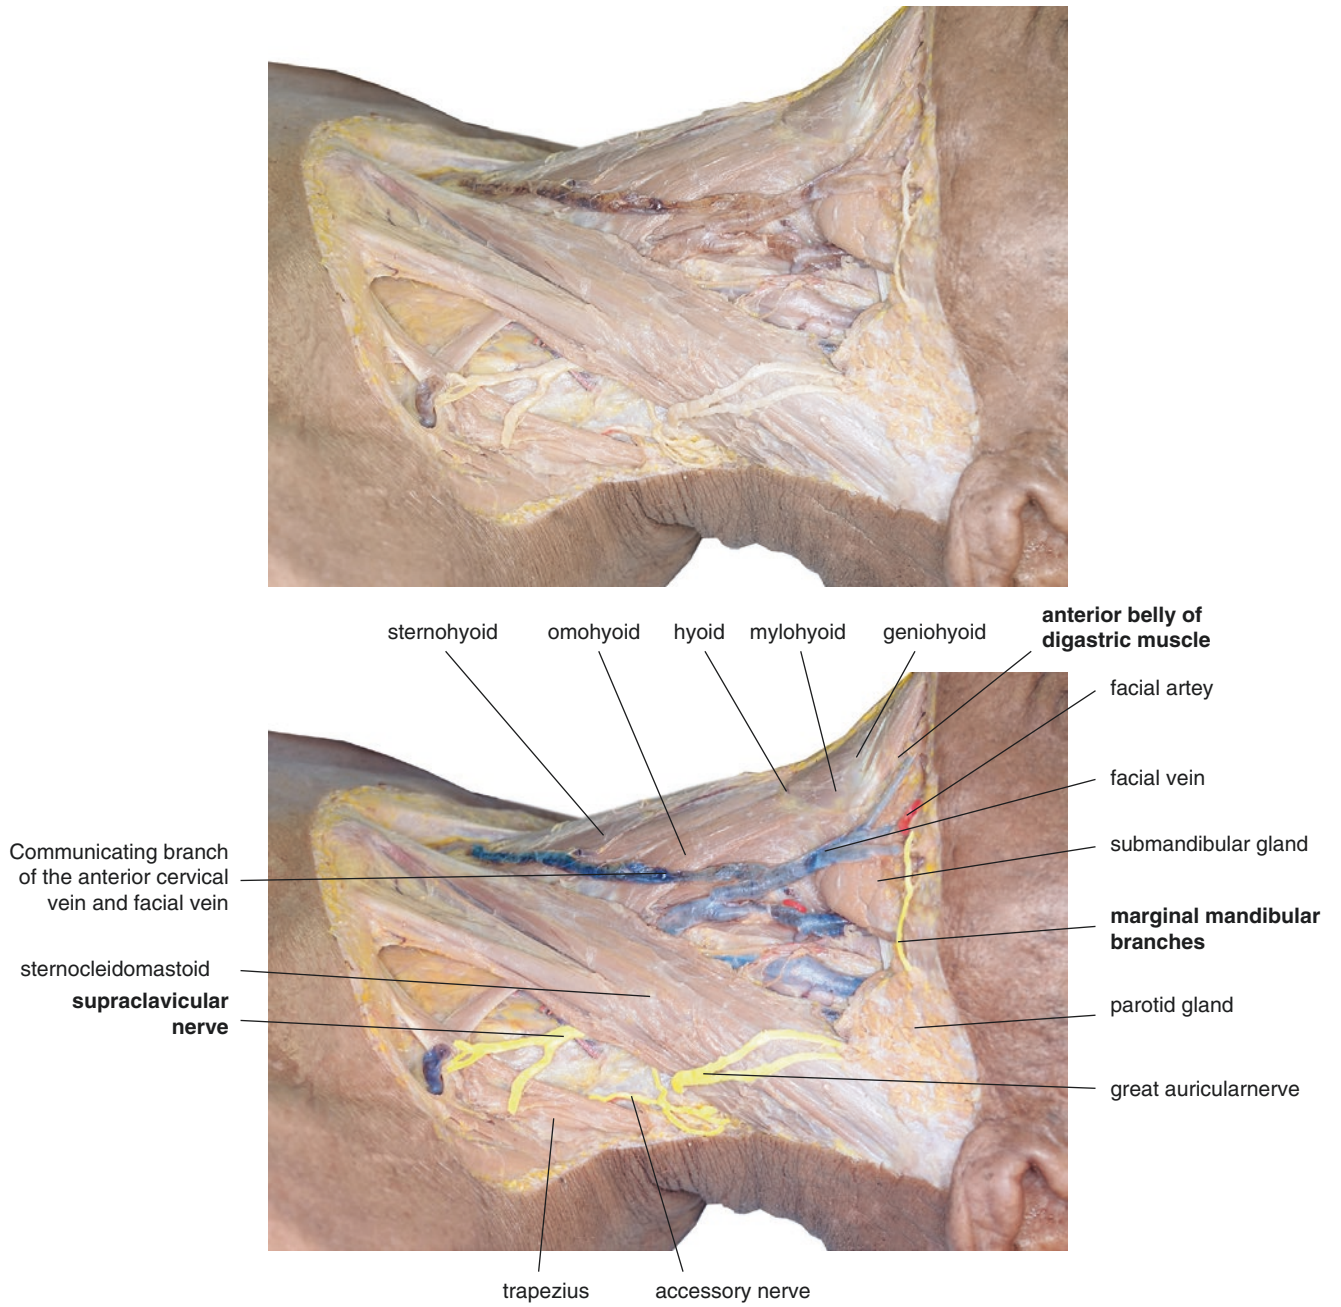 sternohyoid
omohyoid
hyoid
mylohyoid
geniohyoid
anterior belly of
digastric muscle
facial artey
facial vein
submandibular gland
marginal mandibular
branches
parotid gland
great auricularnerve
Communicating branch
of the anterior cervical
vein and facial vein
sternocleidomastoid
supraclavicular
nerve
trapezius
accessory nerve